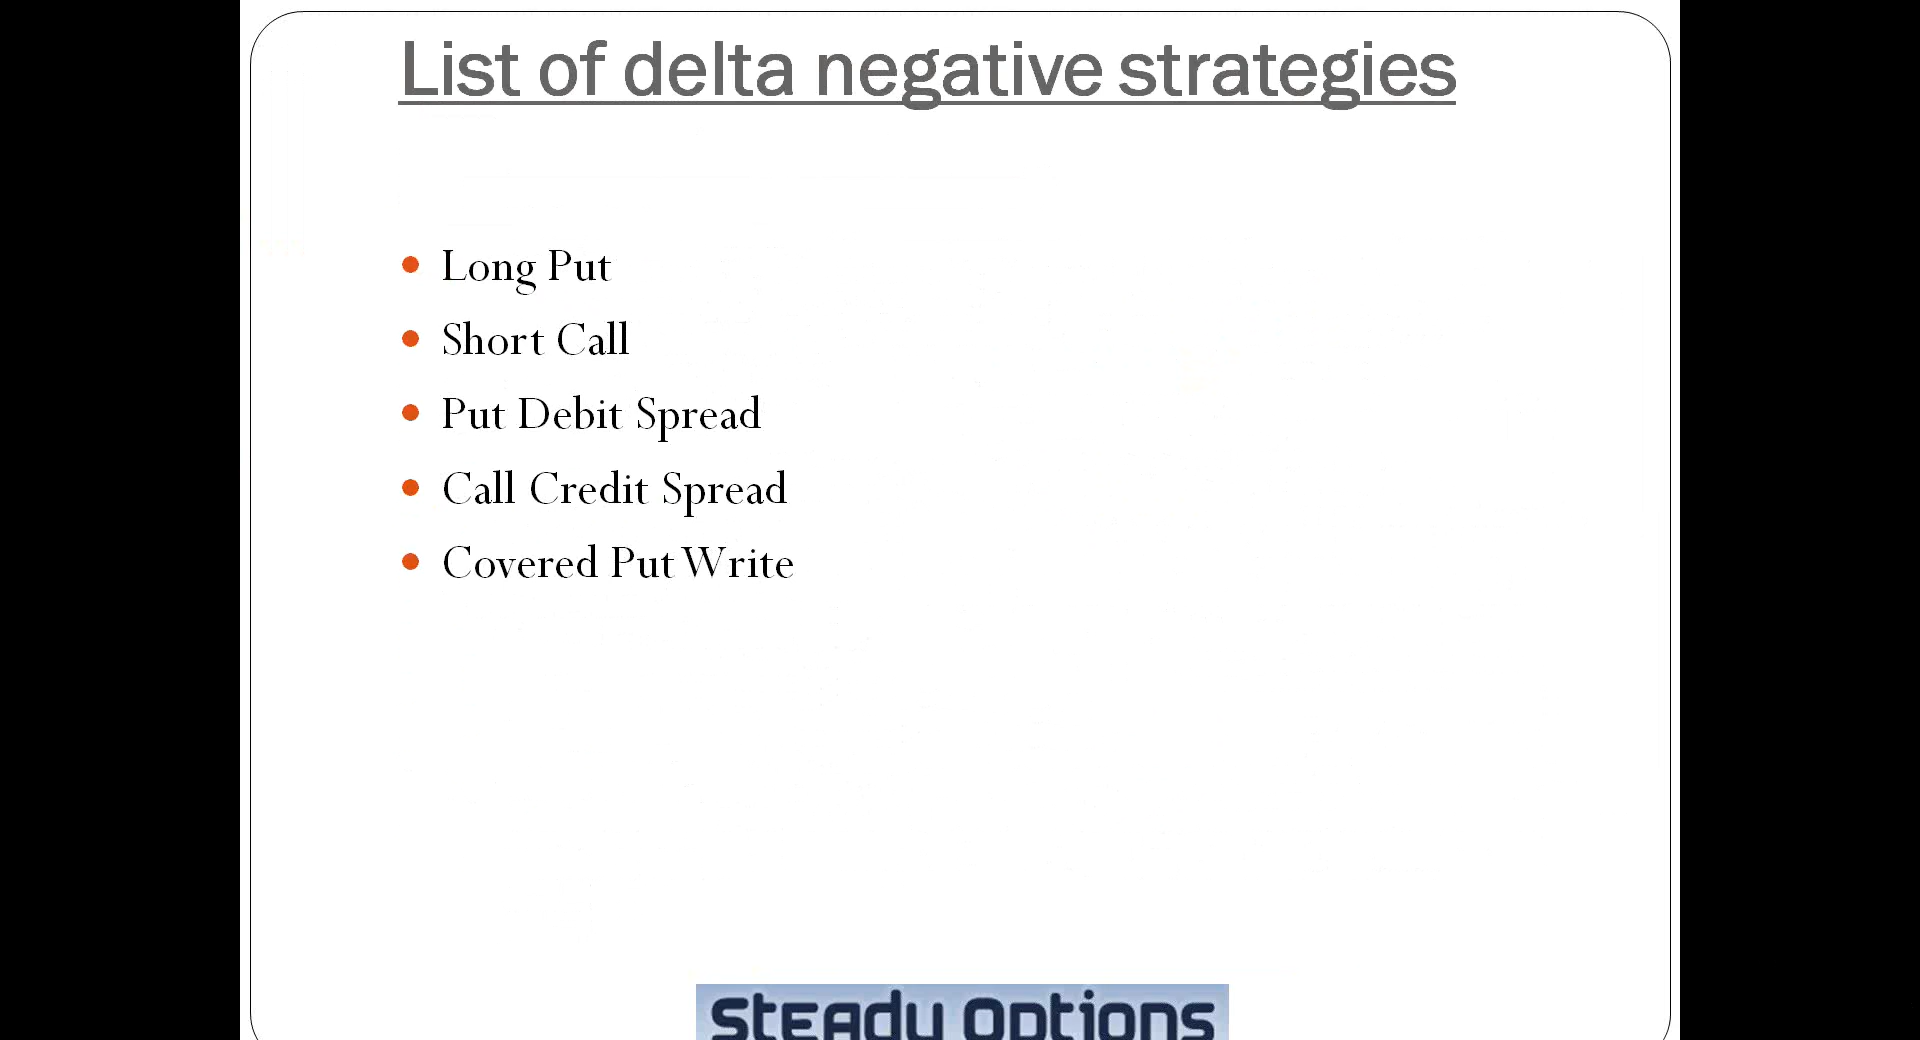 List of delta negative strategies
Long Put
Short Call
Put Debit Spread
Call Credit Spread
Covered Put Write
Steady Options